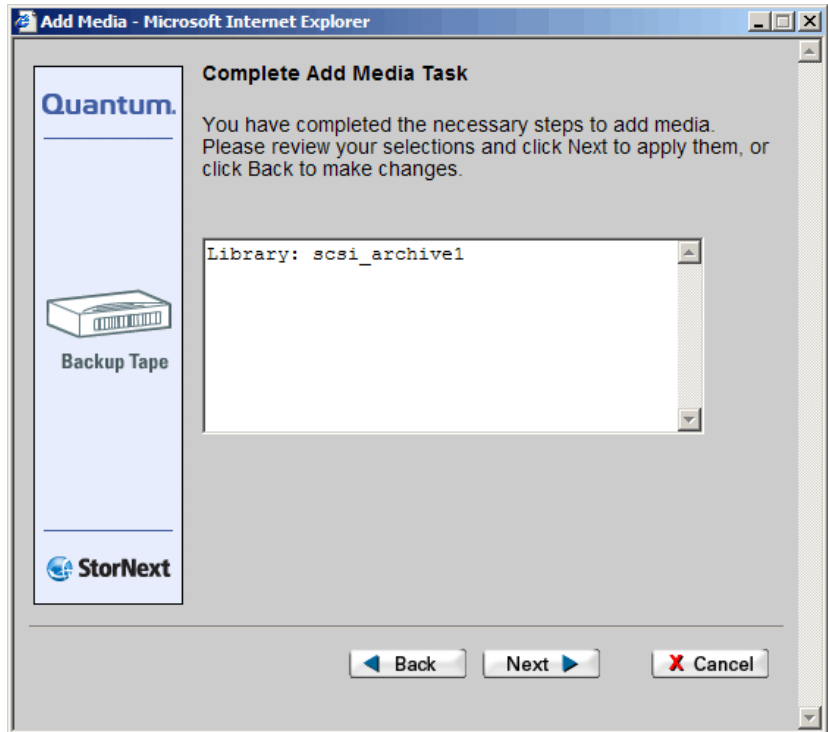 Add Media - Microsoft Internet Explorer
Quantum.
Backup Tape
StorNext
Complete Add Media Task
You have completed the necessary steps to add media.
Please review your selections and click Next to apply them, or
click Back to make changes.
Library: scsi_archive1
Back
Next
X Cancel